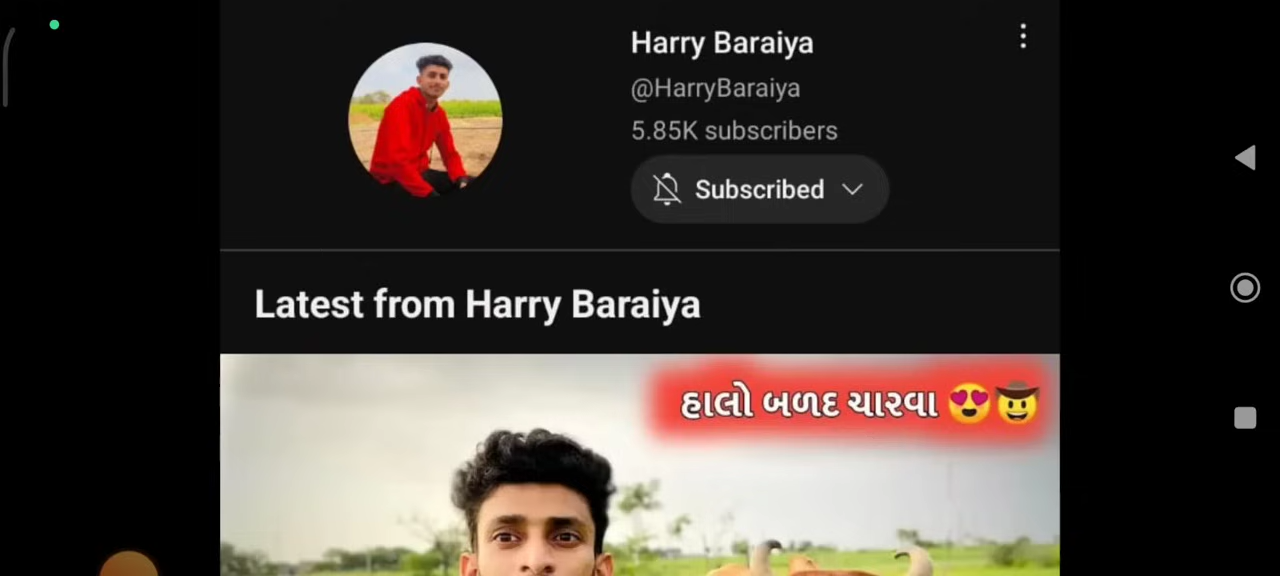 Harry Baraiya
@HarryBaraiya
5.85K subscribers
Subscribed
Latest from Harry Baraiya
હાલો બળદ ચારવા 😍🤠